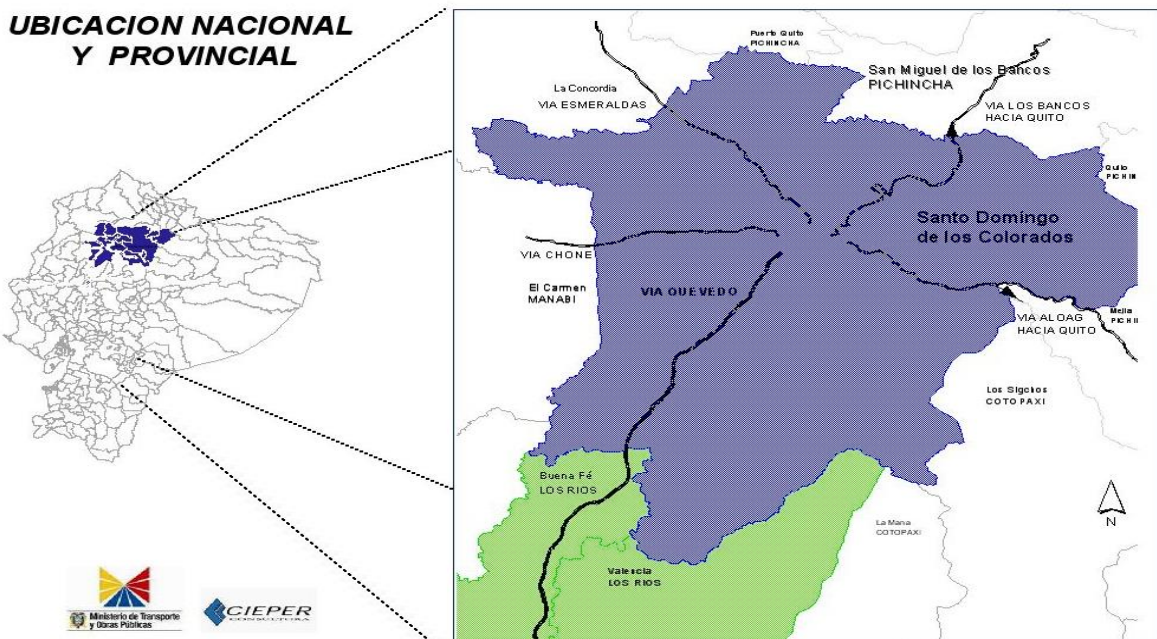 UBICACION NACIONAL
Y PROVINCIAL
Puerto Quito
PICHINCHA
San Miguel de los Bancos
PICHINCHA
La Concordia
VIA ESMERALDAS
VIA LOS BANCOS
HACIA QUITO
Quito
PICHIN
Santo Domingo
de los Colorados
VIA CHONE
El Carmen
MANABI
VIA QUEVEDO
VIA ALOAG
HACIA QUITO
Mejia
PICHI
Los Sigchos
COTOPAXI
Buena Fé
LOS RIOS
La Mana
COTOPAXI
N
Valencia
LOS RIOS
Ministerio de Transporte
y Obras Públicas
CIEPER
CONSULTORA